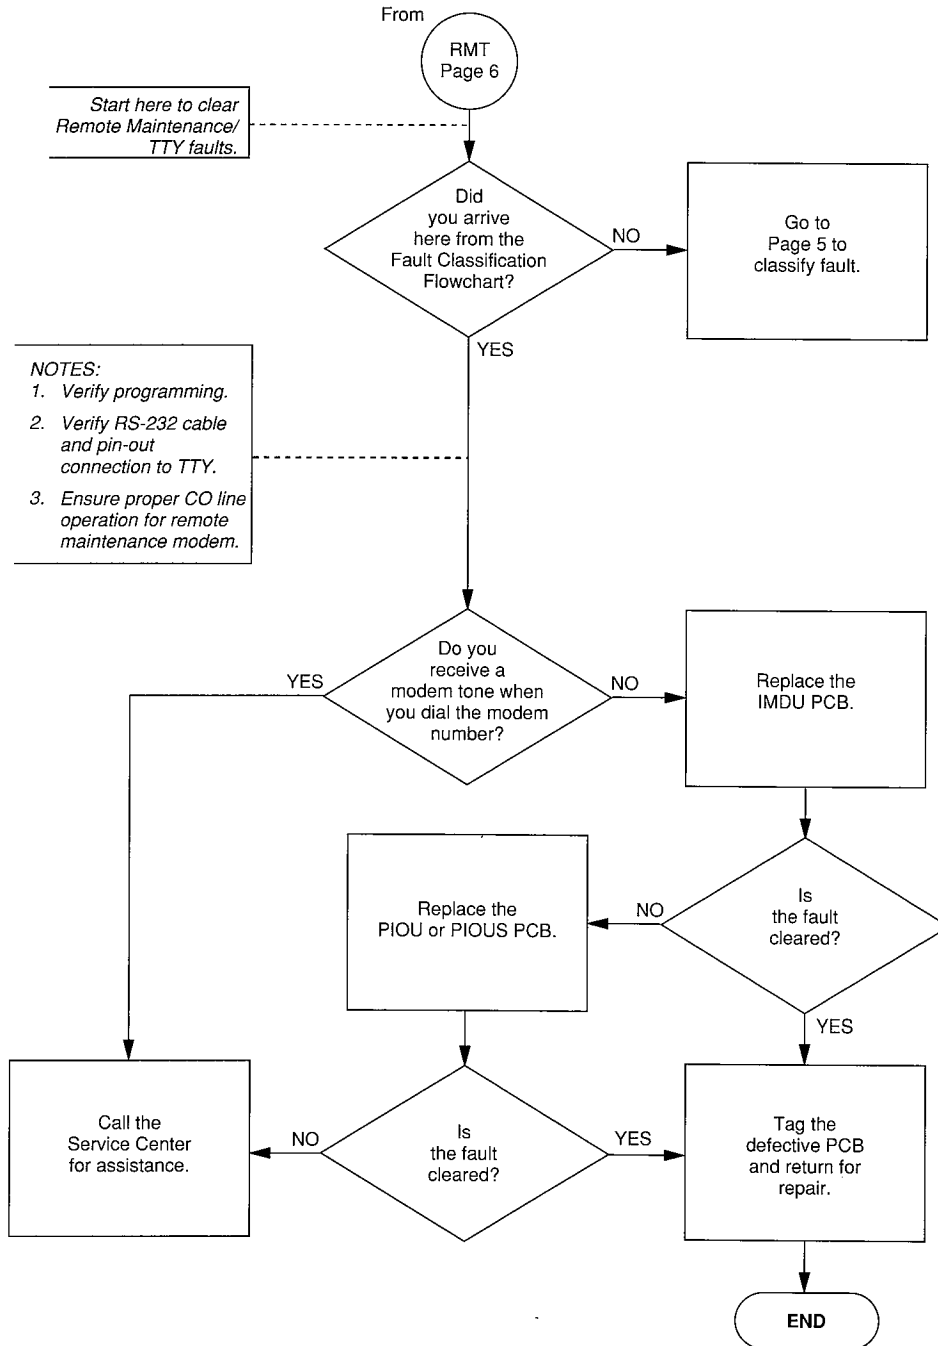 From
RMT
Page 6
Start here to clear
Remote Maintenance/
TTY faults.
Did
you arrive
here from the
Fault Classification
Flowchart?
NO
Go to
Page 5 to
classify fault.
YES
NOTES:
1. Verify programming.
2. Verify RS-232 cable
and pin-out
connection to TTY.
3. Ensure proper CO line
operation for remote
maintenance modem.
Do you
receive a
modem tone when
you dial the modem
number?
YES
NO
Replace the
IMDU PCB.
Is
the fault
cleared?
NO
Replace the
PIOU or PIOUS PCB.
YES
Call the
Service Center
for assistance.
NO
Is
the fault
cleared?
YES
Tag the
defective PCB
and return for
repair.
END